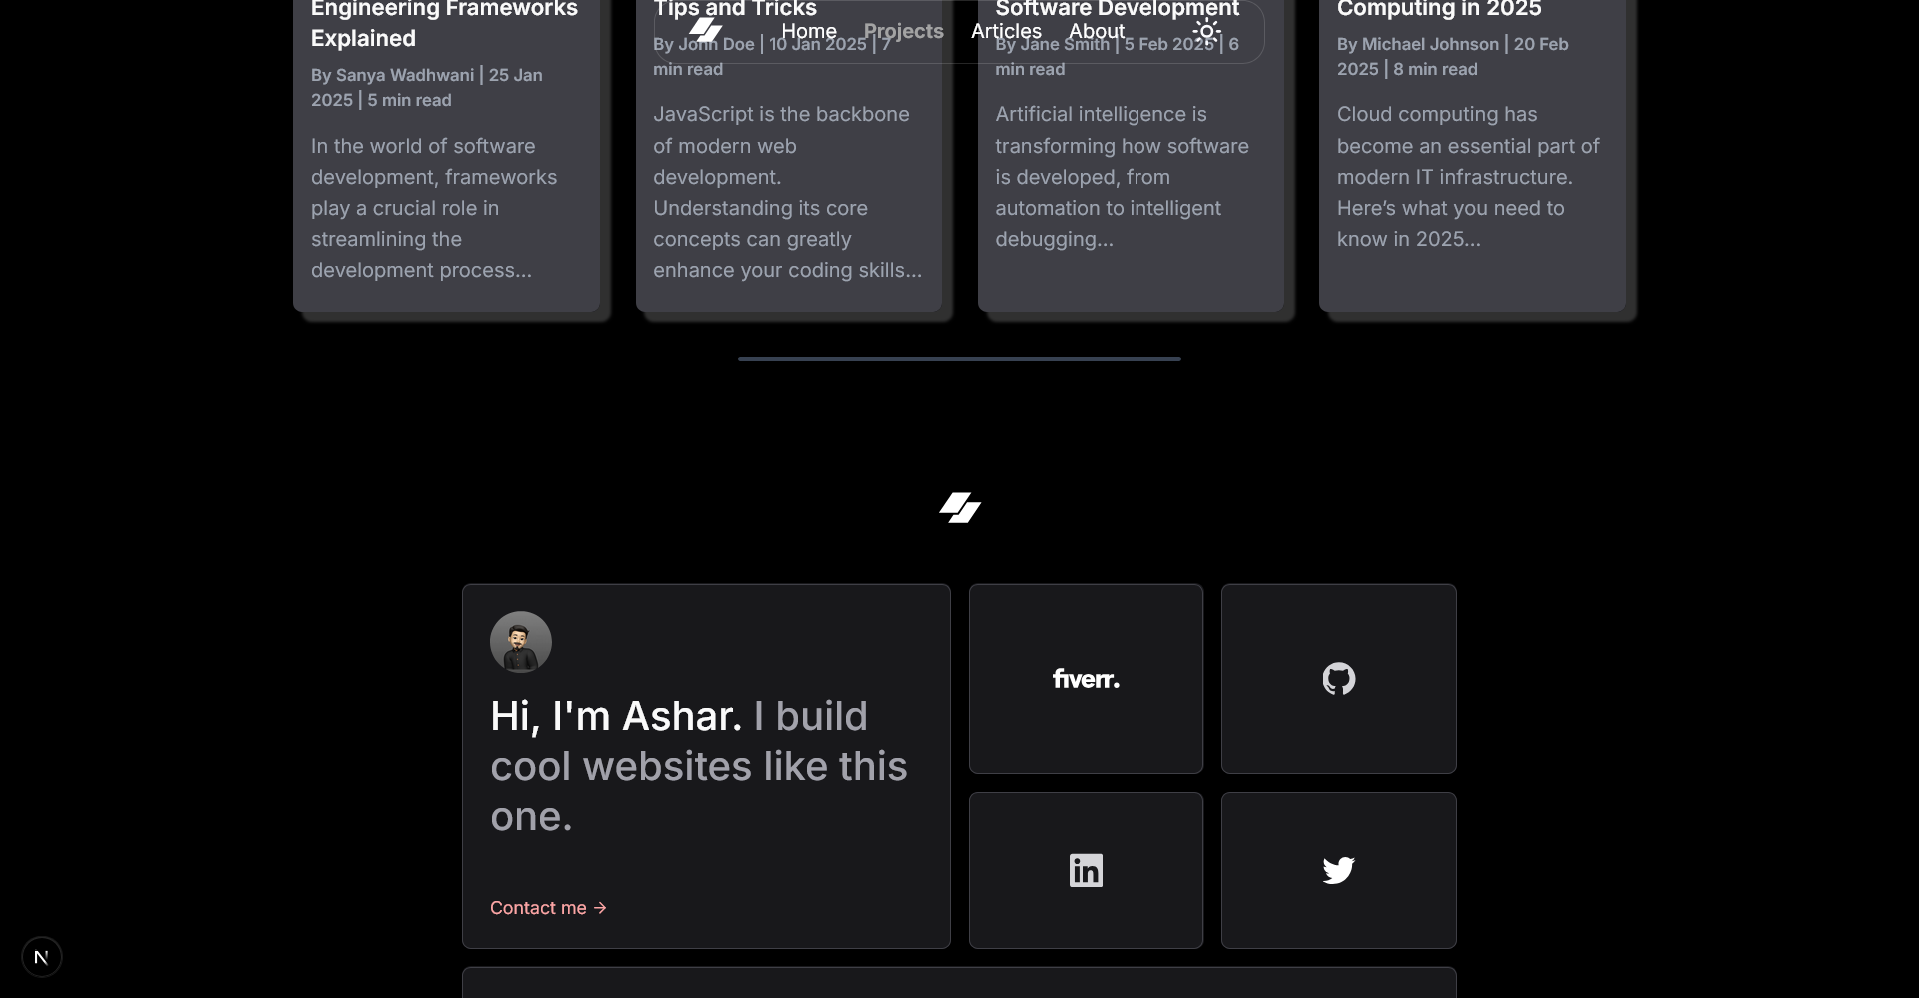 Home
Projects
Articles
About
Engineering Frameworks
Explained
By Sanya Wadhwani | 25 Jan
2025 | 5 min read
In the world of software
development, frameworks
play a crucial role in
streamlining the
development process...
Tips and Tricks
By John Doe | 10 Jan 2025 | 7
min read
JavaScript is the backbone
of modern web
development.
Understanding its core
concepts can greatly
enhance your coding skills...
Software Development
By Jane Smith | 5 Feb 2025 | 6
min read
Artificial intelligence is
transforming how software
is developed, from
automation to intelligent
debugging...
Computing in 2025
By Michael Johnson | 20 Feb
2025 | 8 min read
Cloud computing has
become an essential part of
modern IT infrastructure.
Here’s what you need to
know in 2025...
Hi, I'm Ashar. I build
cool websites like this
one.
Contact me →
fiverr.
in
N